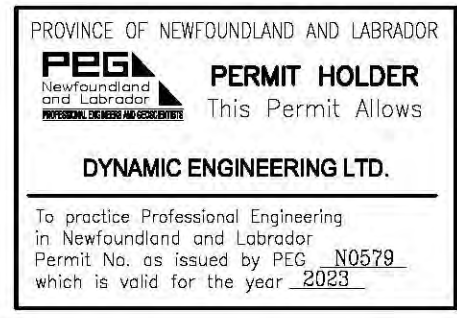 PROVINCE OF NEWFOUNDLAND AND LABRADOR
PEG
Newfoundland
and Labrador
PROFESSIONAL ENGINEERS AND GEOSCIENTISTS
PERMIT HOLDER
This Permit Allows
DYNAMIC ENGINEERING LTD.
To practice Professional Engineering
in Newfoundland and Labrador
Permit No. as issued by PEG N0579
which is valid for the year 2023